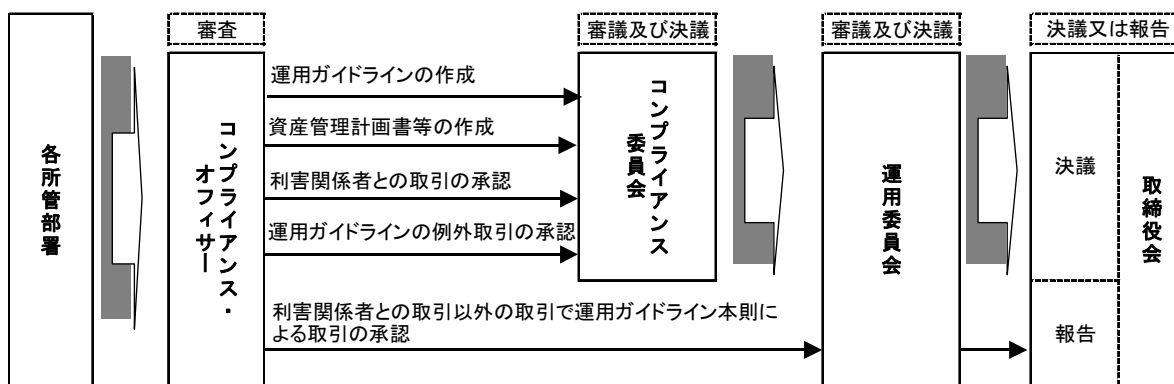 審査
審議及び決議
審議及び決議
決議又は報告
各所管部署
コンプライアンス・
オフィサー
運用ガイドラインの作成
資産管理計画書等の作成
利害関係者との取引の承認
運用ガイドラインの例外取引の承認
利害関係者との取引以外の取引で運用ガイドライン本則に
よる取引の承認
コンプライアンス
委員会
運用委員会
決議
報告
取締役会